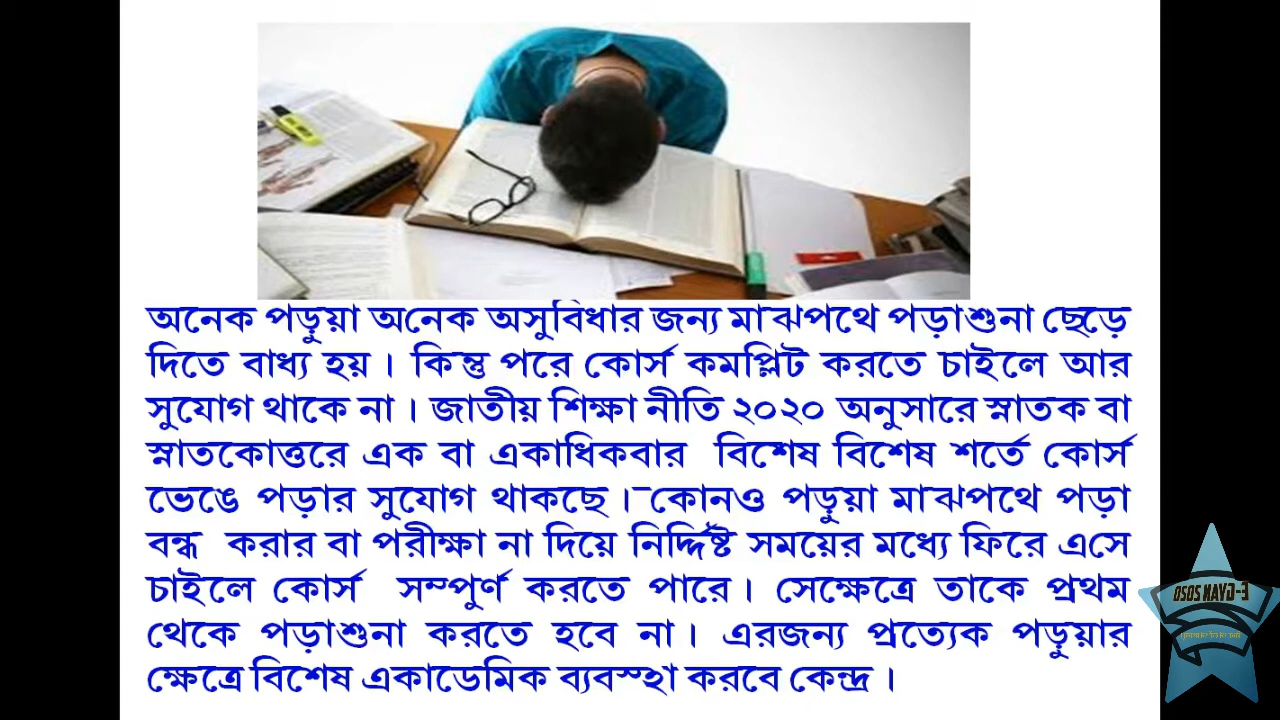 অনেক পড়ুয়া অনেক অসুবিধার জন্য মাঝপথে পড়াশুনা ছেড়ে
দিতে বাধ্য হয় । কিন্তু পরে কোর্স কমপ্লিট করতে চাইলে আর
সুযোগ থাকে না । জাতীয় শিক্ষা নীতি ২০২০ অনুসারে স্নাতক বা
স্নাতকোত্তরে এক বা একাধিকবার বিশেষ বিশেষ শর্তে কোর্স
ভেঙে পড়ার সুযোগ থাকছে । কোনও পড়ুয়া মাঝপথে পড়া
বন্ধ করার বা পরীক্ষা না দিয়ে নির্দ্দিষ্ট সময়ের মধ্যে ফিরে এসে
চাইলে কোর্স সম্পুর্ণ করতে পারে । সেক্ষেত্রে তাকে প্রথম
থেকে পড়াশুনা করতে হবে না । এরজন্য প্রত্যেক পড়ুয়ার
ক্ষেত্রে বিশেষ একাডেমিক ব্যবস্হা করবে কেন্দ্র ।